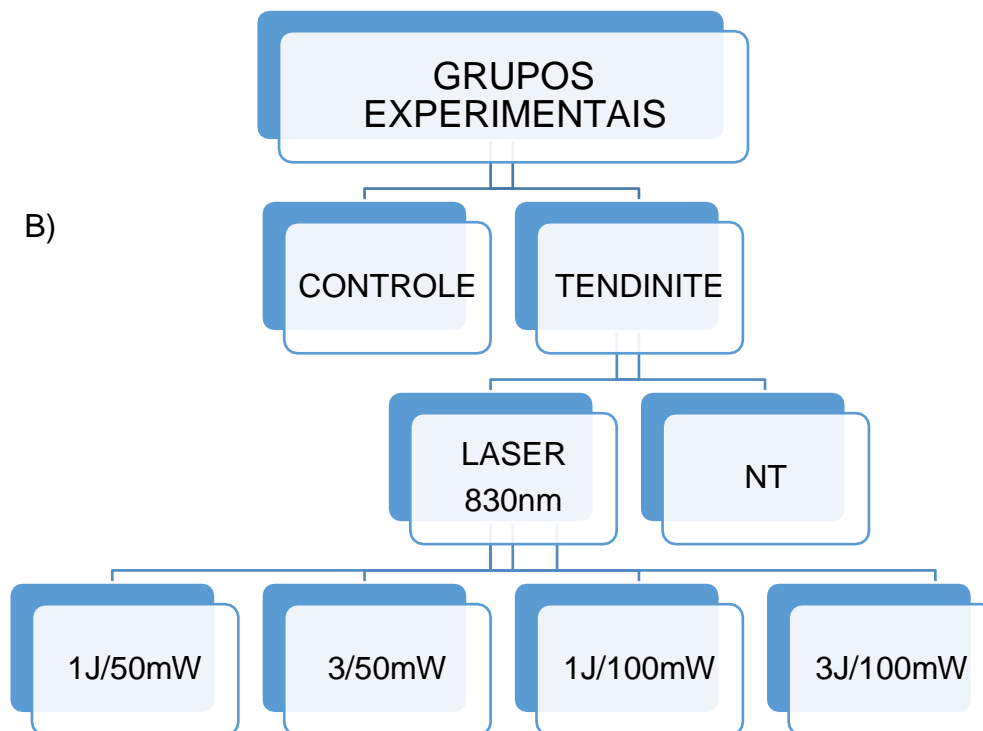 GRUPOS
EXPERIMENTAIS
B)
CONTROLE
TENDINITE
LASER
830nm
NT
1J/50mW
3/50mW
1J/100mW
3J/100mW